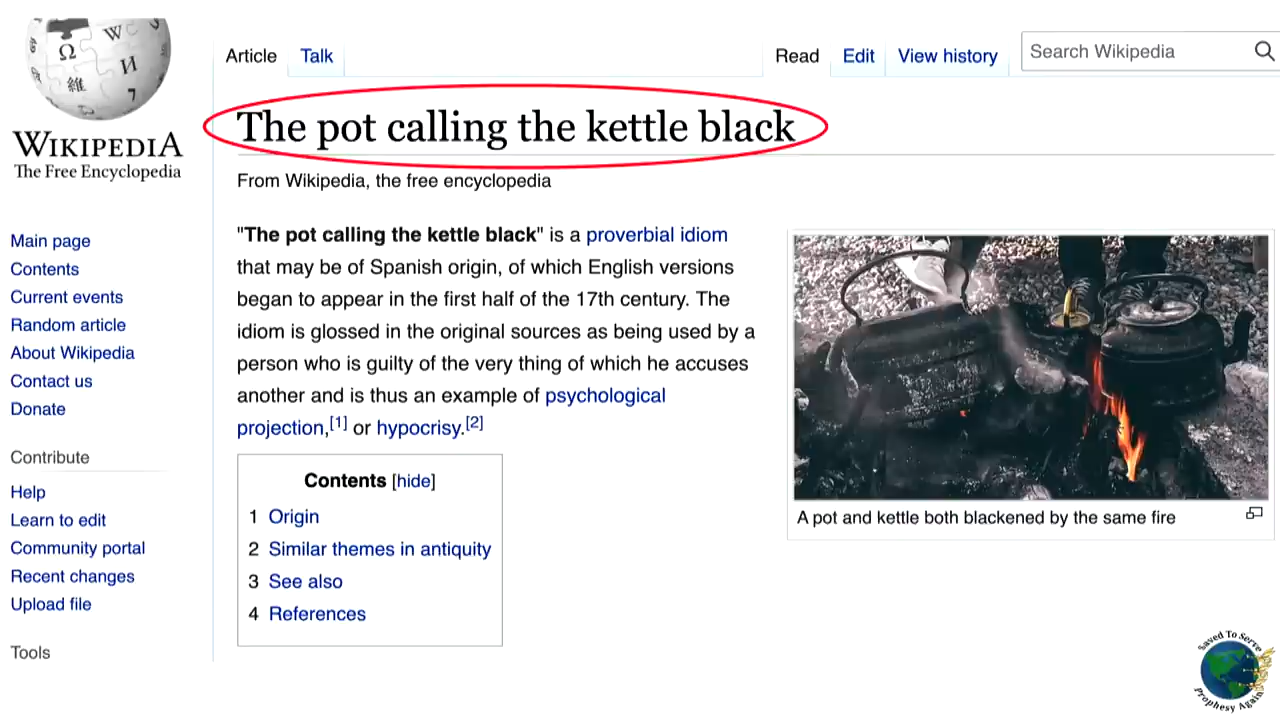 Ω
W
И
維
7
WIKIPEDIA
The Free Encyclopedia
Main page
Contents
Current events
Random article
About Wikipedia
Contact us
Donate
Contribute
Help
Learn to edit
Community portal
Recent changes
Upload file
Tools
Article Talk
Read Edit View history
Search Wikipedia
The pot calling the kettle black
From Wikipedia, the free encyclopedia
"The pot calling the kettle black" is a proverbial idiom
that may be of Spanish origin, of which English versions
began to appear in the first half of the 17th century. The
idiom is glossed in the original sources as being used by a
person who is guilty of the very thing of which he accuses
another and is thus an example of psychological
projection,[1] or hypocrisy.[2]
Contents [hide]
1 Origin
2 Similar themes in antiquity
3 See also
4 References
A pot and kettle both blackened by the same fire
Saved To Serve
Prophesy Again